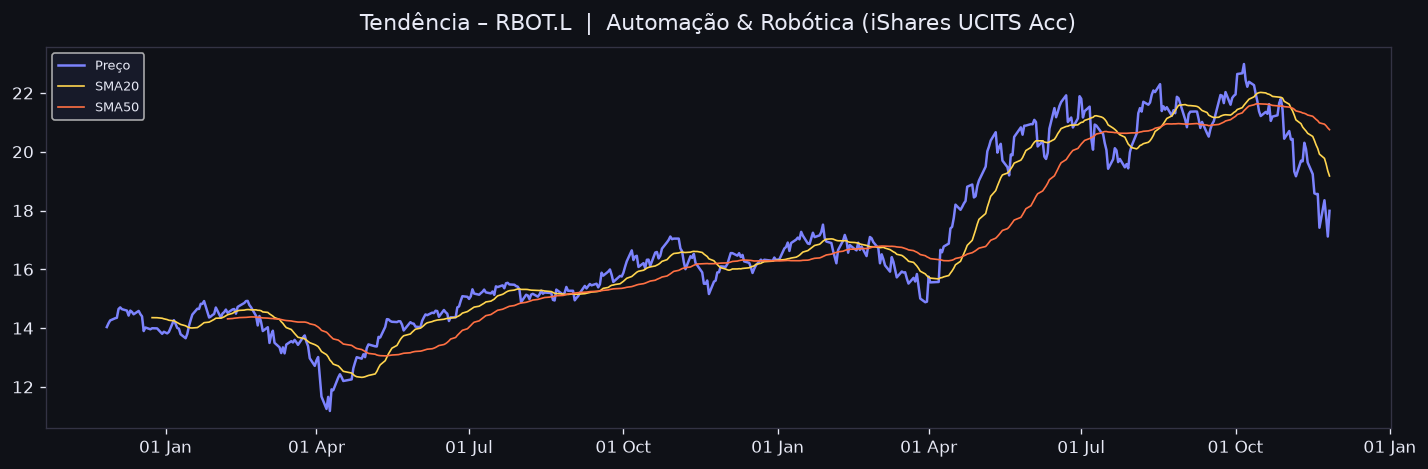 Tendência – RBOT.L | Automação & Robótica (iShares UCITS Acc)
Preço
SMA20
SMA50
22
20
18
16
14
12
01 Jan
01 Apr
01 Jul
01 Oct
01 Jan
01 Apr
01 Jul
01 Oct
01 Jan